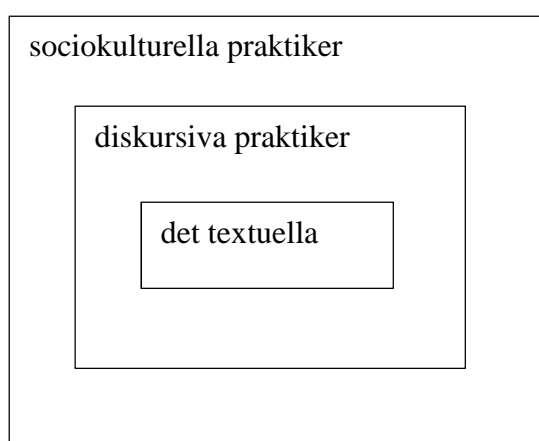 sociokulturella praktiker
diskursiva praktiker
det textuella